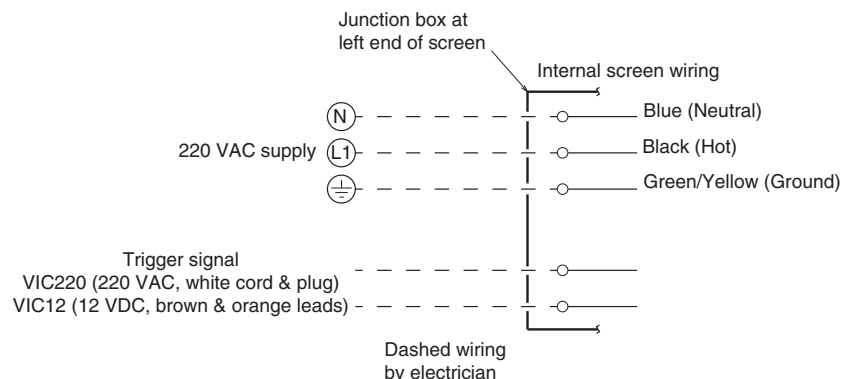 Junction box at
left end of screen
Internal screen wiring
N
Blue (Neutral)
220 VAC supply
L1
Black (Hot)
Green/Yellow (Ground)
Trigger signal
VIC220 (220 VAC, white cord & plug)
VIC12 (12 VDC, brown & orange leads)
Dashed wiring
by electrician